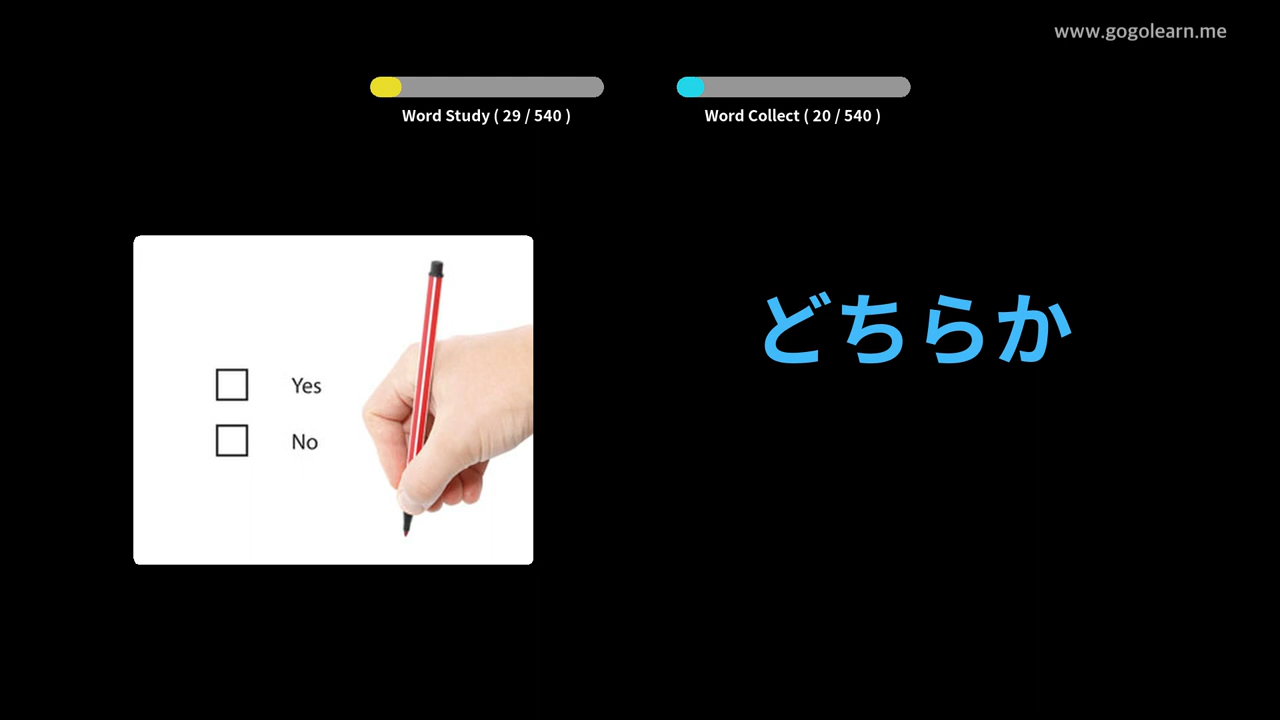 www.gogolearn.me
Word Study ( 29 / 540 )
Word Collect ( 20 / 540 )
Yes
No
どちらか